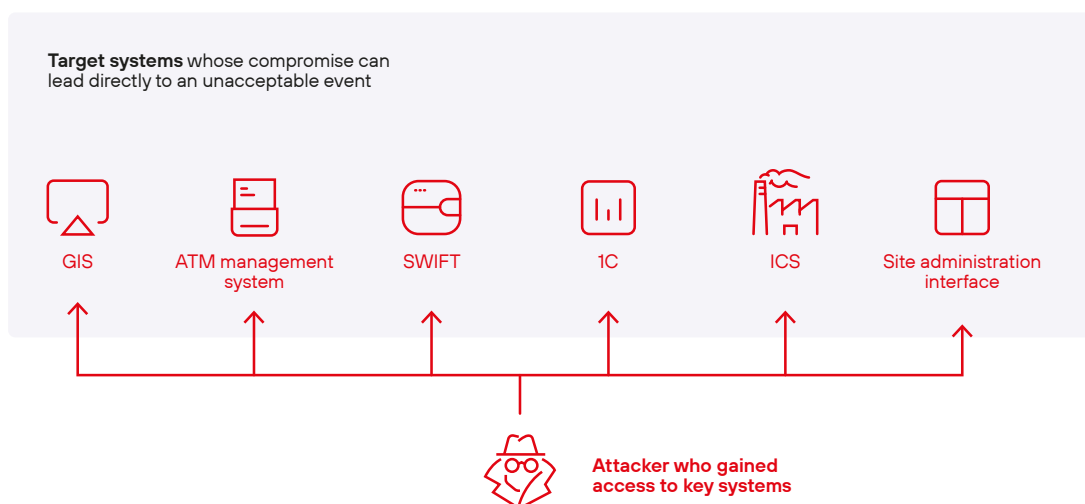 Target systems whose compromise can
lead directly to an unacceptable event
GIS
ATM management
system
SWIFT
1C
ICS
Site administration
interface
Attacker who gained
access to key systems